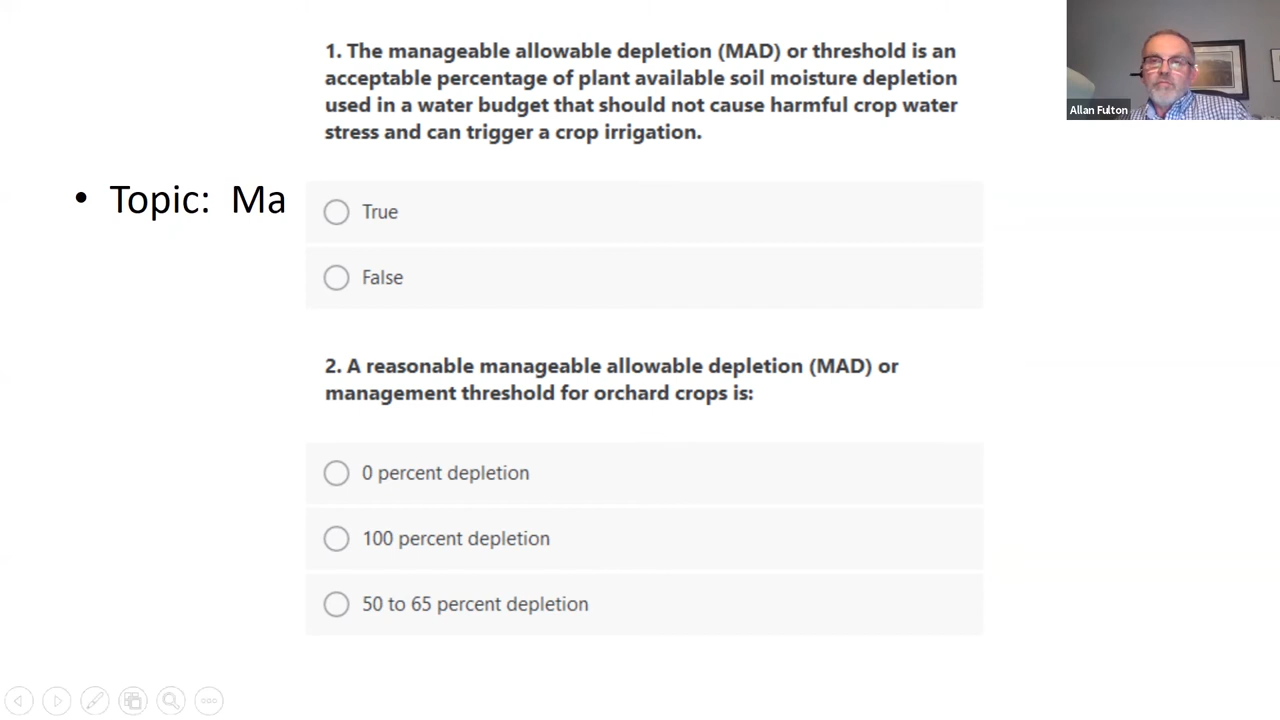 1. The manageable allowable depletion (MAD) or threshold is an
acceptable percentage of plant available soil moisture depletion
used in a water budget that should not cause harmful crop water
stress and can trigger a crop irrigation.
Allan Fulton
• Topic:  Ma
True
False
2. A reasonable manageable allowable depletion (MAD) or
management threshold for orchard crops is:
0 percent depletion
100 percent depletion
50 to 65 percent depletion